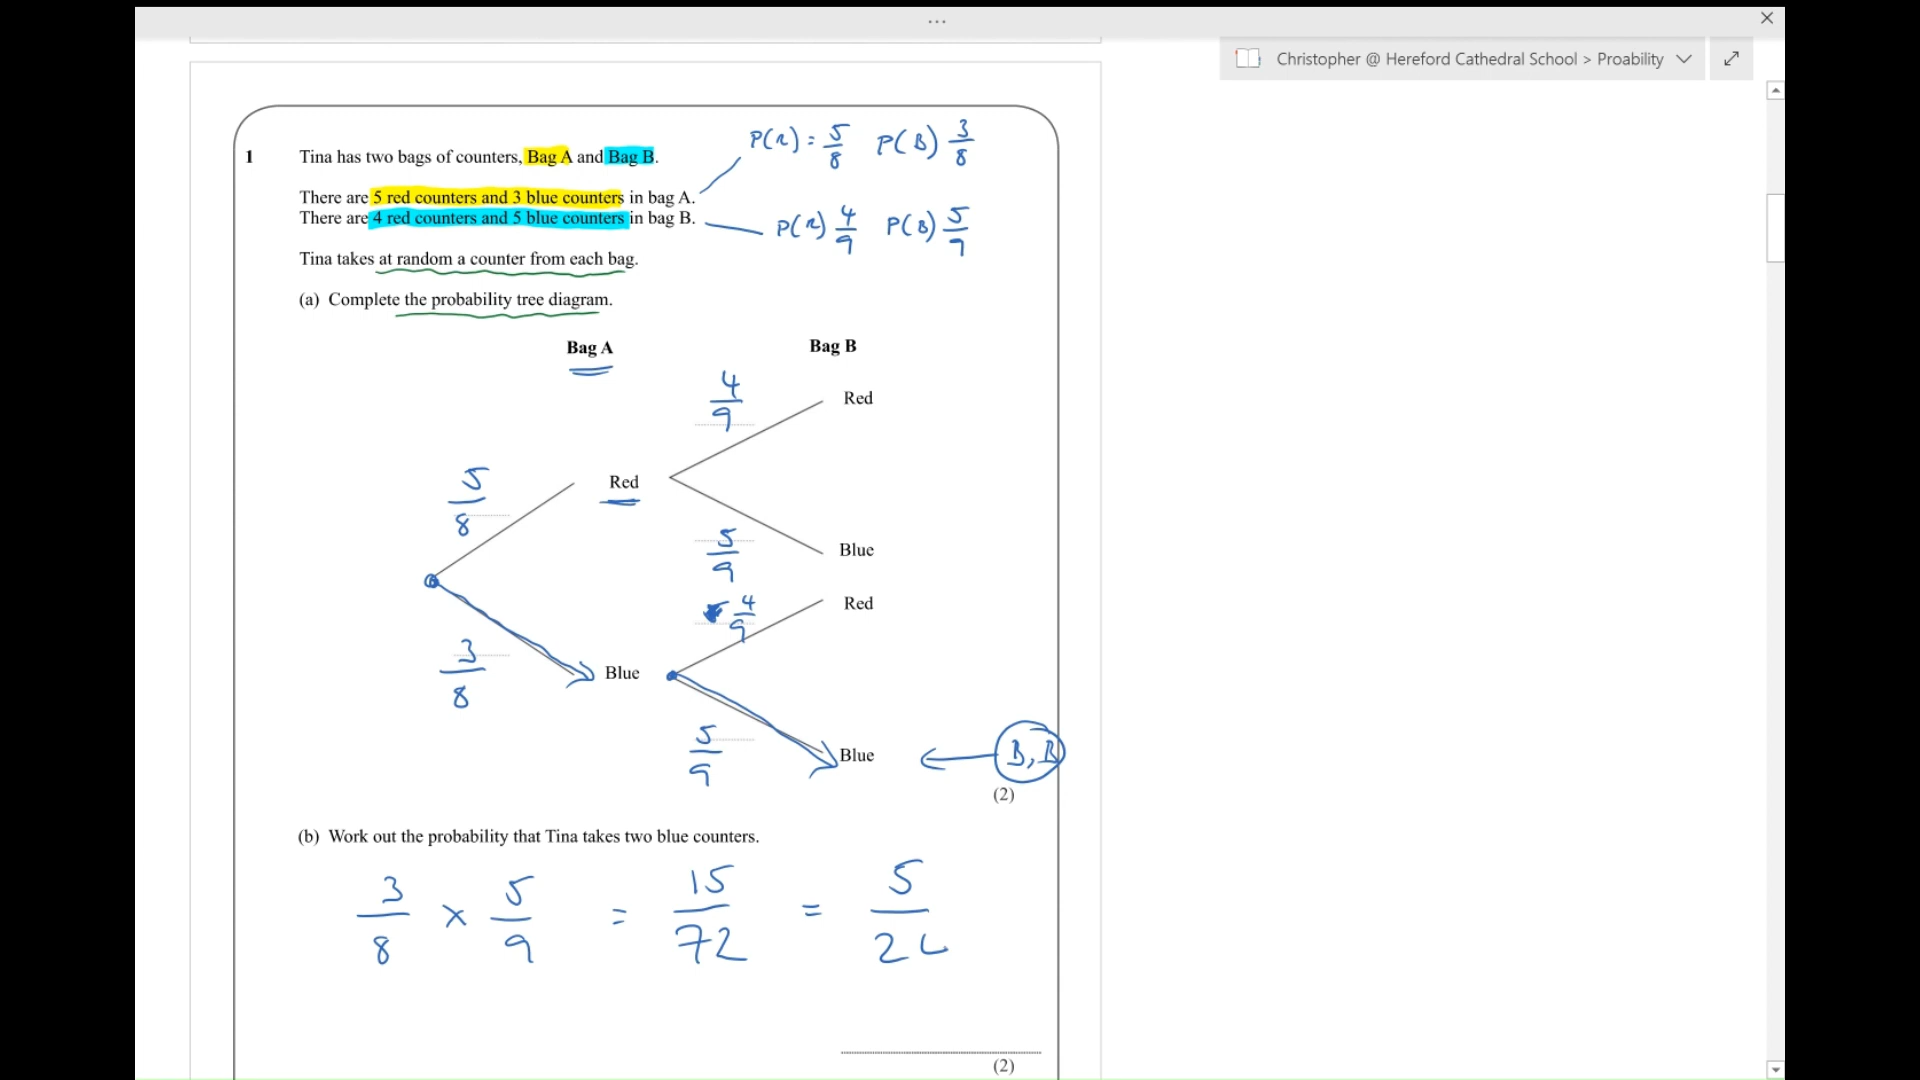 ...
Christopher @ Hereford Cathedral School > Proability
P(R) = 5/8 P(B) 3/8
1 Tina has two bags of counters, Bag A and Bag B.
There are 5 red counters and 3 blue counters in bag A.
There are 4 red counters and 5 blue counters in bag B.
P(R) 4/9 P(B) 5/9
Tina takes at random a counter from each bag.
(a) Complete the probability tree diagram.
Bag A Bag B
4/9 Red
5/8 Red
5/9 Blue
4/9 Red
3/8 Blue
5/9 Blue B, B
(2)
(b) Work out the probability that Tina takes two blue counters.
3/8 × 5/9 = 15/72 = 5/2
(2)